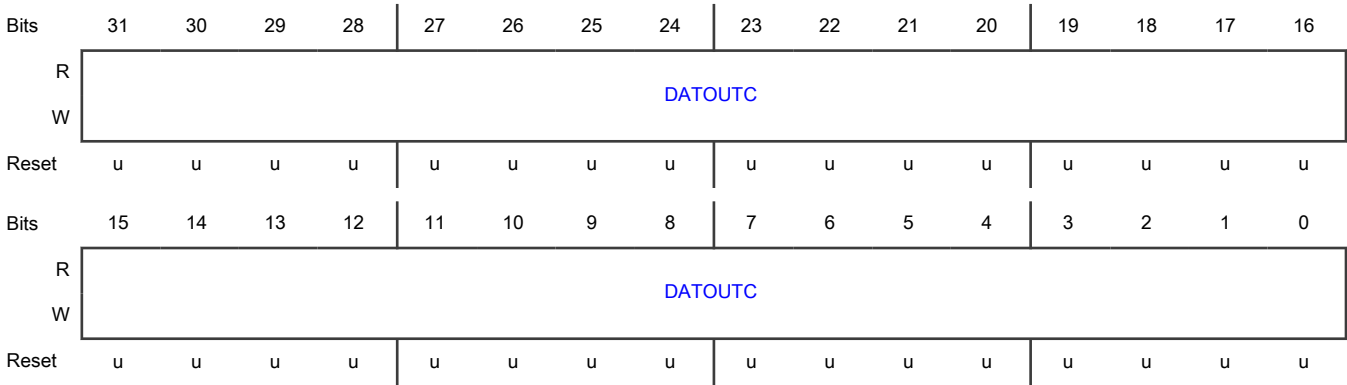 Bits 31 30 29 28 27 26 25 24 23 22 21 20 19 18 17 16
R
DATOUTC
W
Reset u u u u u u u u u u u u u u u u
Bits 15 14 13 12 11 10 9 8 7 6 5 4 3 2 1 0
R
DATOUTC
W
Reset u u u u u u u u u u u u u u u u